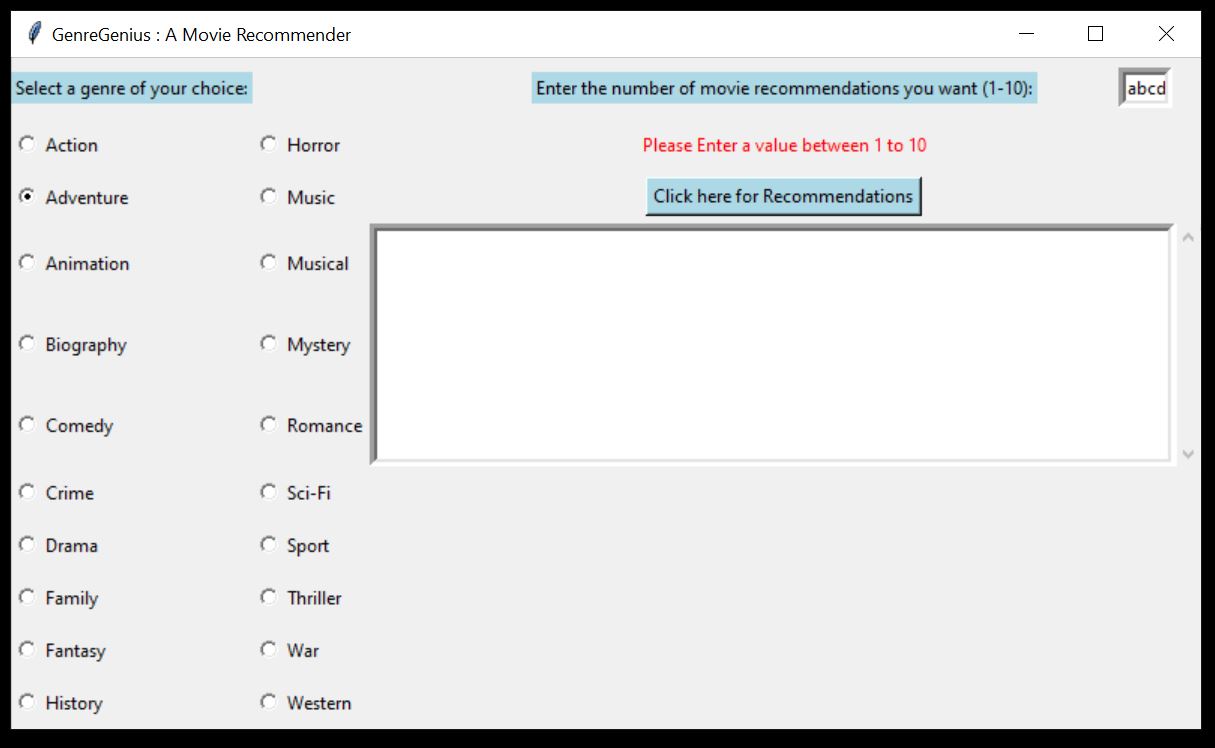 GenreGenius : A Movie Recommender
Select a genre of your choice:
Enter the number of movie recommendations you want (1-10):
abcd
Action
Horror
Please Enter a value between 1 to 10
Adventure
Music
Click here for Recommendations
Animation
Musical
Biography
Mystery
Comedy
Romance
Crime
Sci-Fi
Drama
Sport
Family
Thriller
Fantasy
War
History
Western